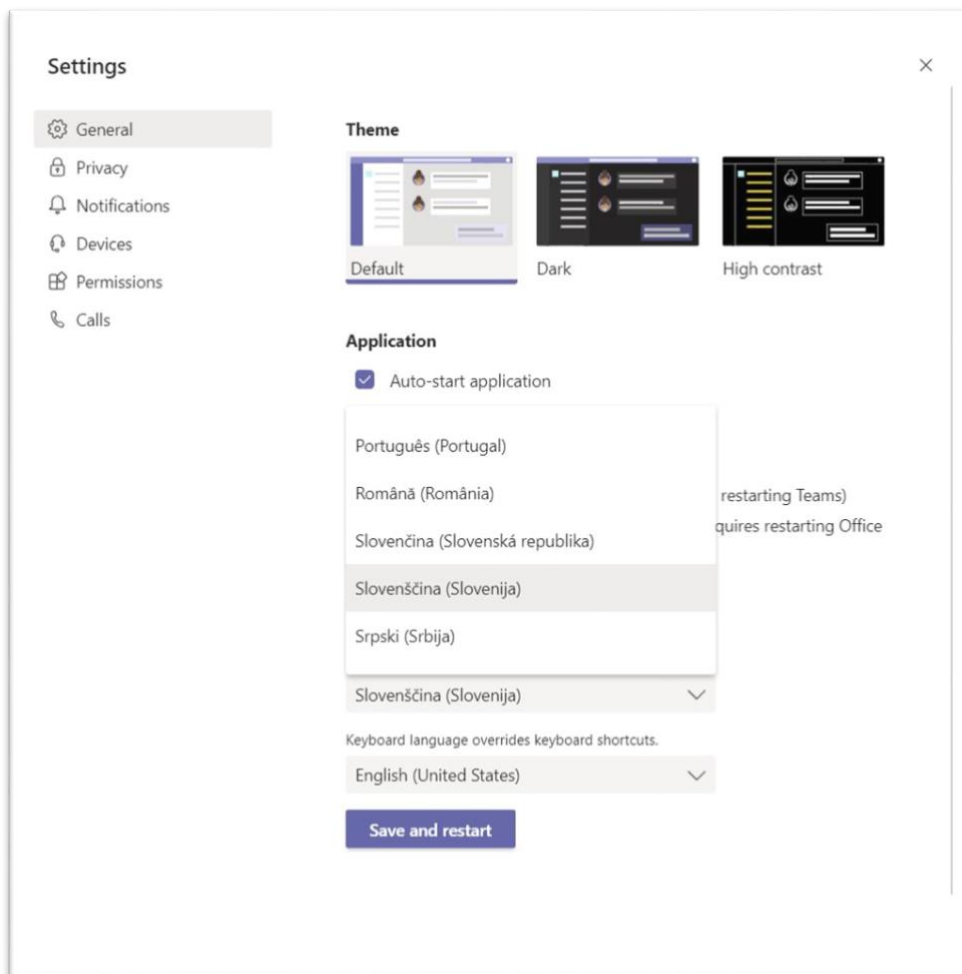 Settings
General
Privacy
Notifications
Devices
Permissions
Calls
Theme
Default
Dark
High contrast
Application
Auto-start application
Português (Portugal)
Română (România)
restarting Teams)
quires restarting Office
Slovenčina (Slovenská republika)
Slovenščina (Slovenija)
Srpski (Srbija)
Slovenščina (Slovenija)
Keyboard language overrides keyboard shortcuts.
English (United States)
Save and restart